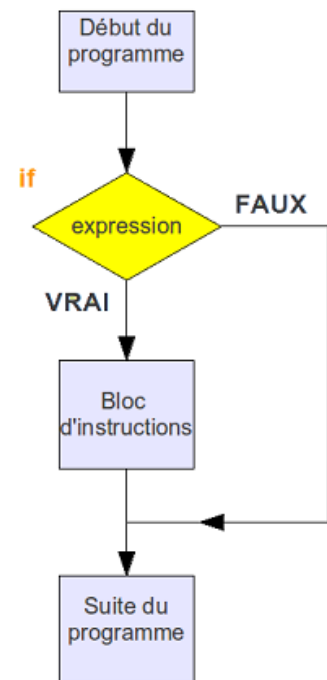 Début du
programme
if
expression
FAUX
VRAI
Bloc
d'instructions
Suite du
programme